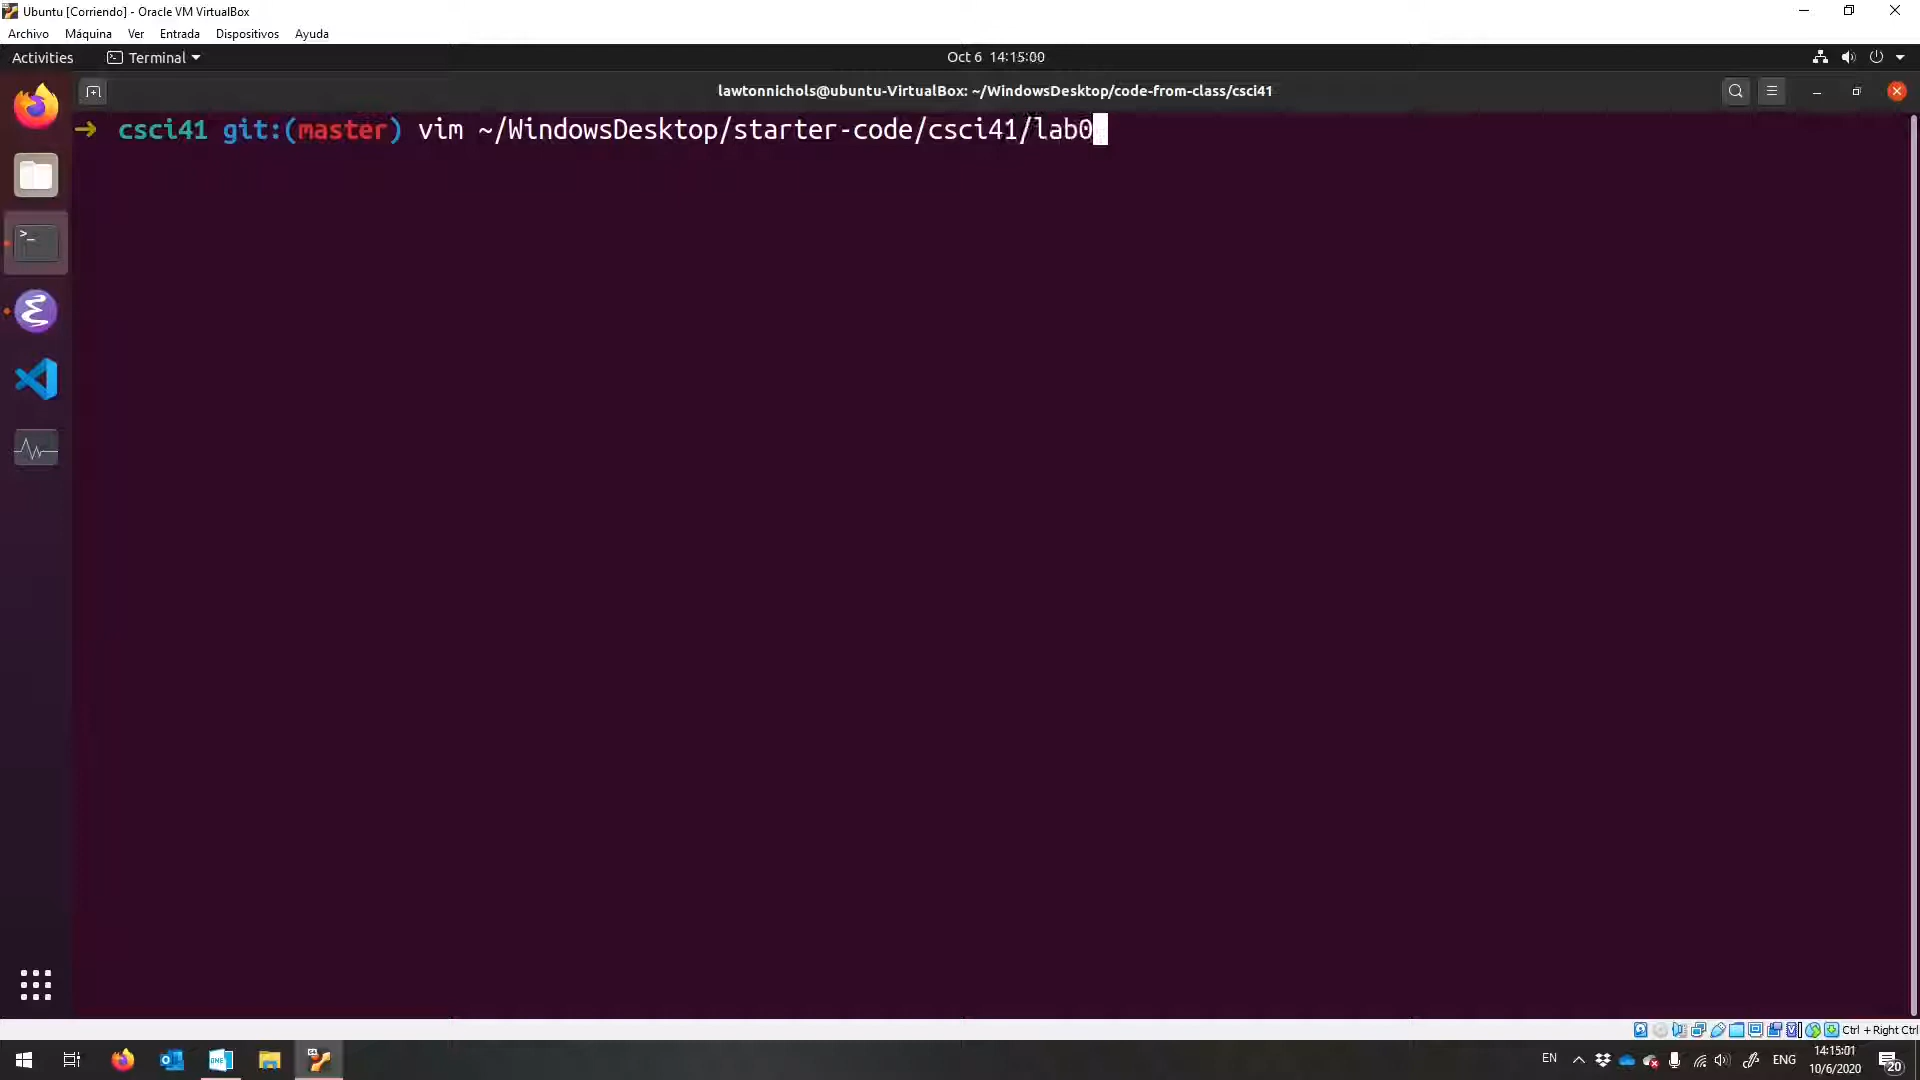 Ubuntu [Corriendo] - Oracle VM VirtualBox
Archivo Máquina Ver Entrada Dispositivos Ayuda
Activities Terminal Oct 6 14:15:00
lawtonnichols@ubuntu-VirtualBox: ~/WindowsDesktop/code-from-class/csci41
➜ csci41 git:(master) vim ~/WindowsDesktop/starter-code/csci41/lab0
Ctrl + Right Ctrl
EN ENG 14:15:01
10/6/2020 20